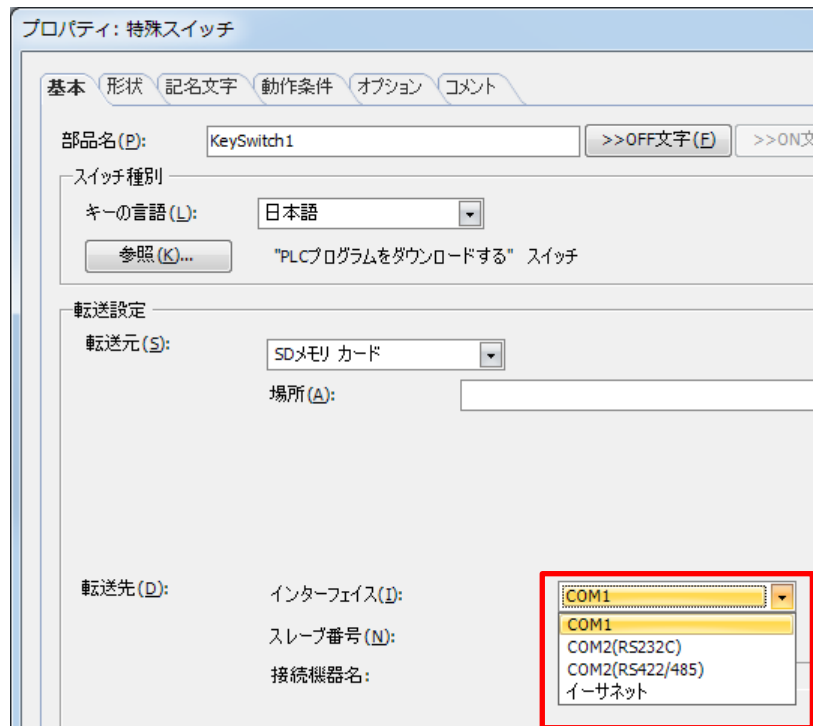 プロパティ: 特殊スイッチ
基本 形状 記名文字 動作条件 オプション コメント
部品名(P): KeySwitch1 >>OFF文字(F) >>ON文
スイッチ種別
キーの言語(L): 日本語
参照(K)... "PLCプログラムをダウンロードする" スイッチ
転送設定
転送元(S): SDメモリ カード
場所(A):
転送先(D): インターフェイス(I): COM1
COM1
スレーブ番号(N): COM2(RS232C)
接続機器名: COM2(RS422/485)
イーサネット